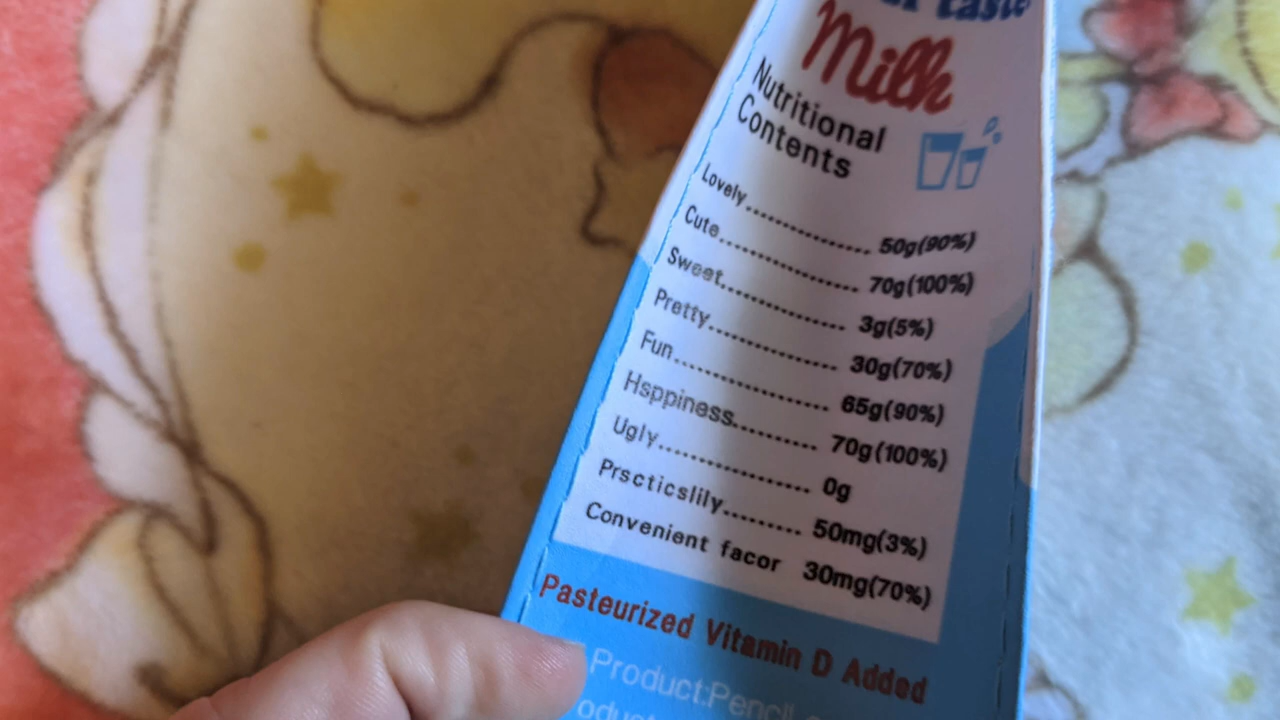 Milk
Nutritional
Contents
Lovely.................. 50g(90%)
Cute.................... 70g(100%)
Sweet.................. 3g(5%)
Pretty................... 30g(70%)
Fun....................... 65g(90%)
Hsppiness............ 70g(100%)
Ugly...................... 0g
Prscticslily........... 50mg(3%)
Convenient facor 30mg(70%)
Pasteurized Vitamin D Added
Product:Pencil